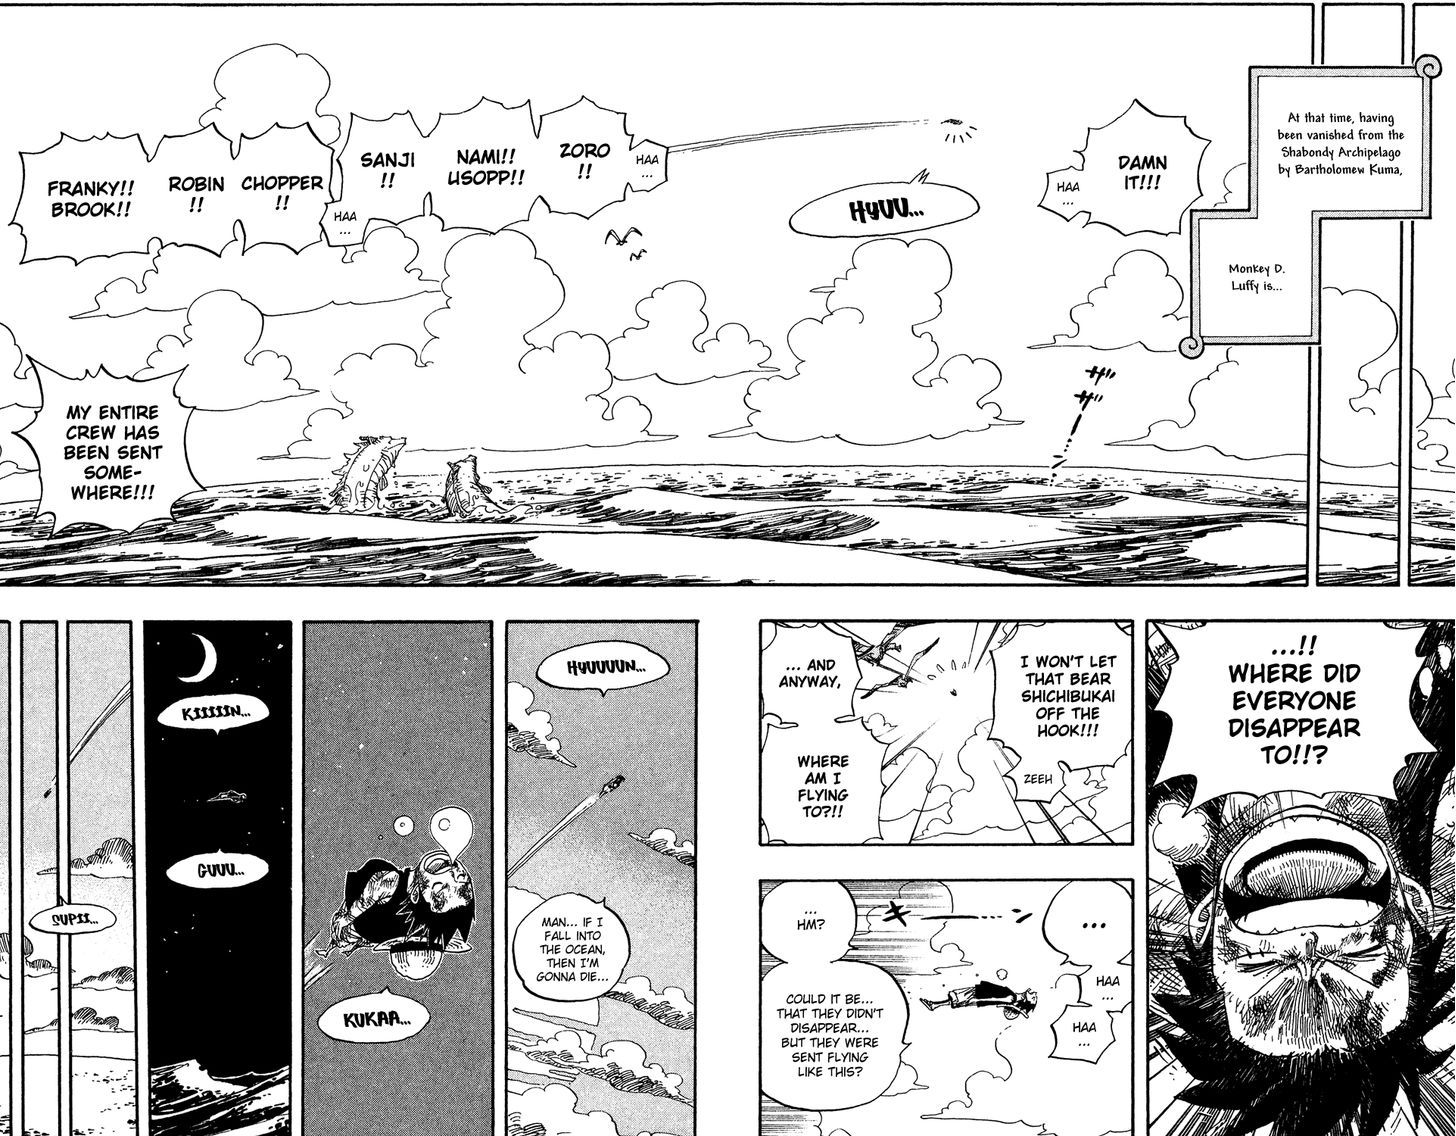 At that time, having
been vanished from the
Shabondy Archipelago
by Bartholomew Kuma,
Monkey D.
Luffy is...
DAMN
IT!!!
HAA
...
HYUU...
ザザ
ZORO
!!
HAA
...
NAMI!!
USOPP!!
SANJI
!!
HAA
...
CHOPPER
!!
ROBIN
!!
FRANKY!!
BROOK!!
MY ENTIRE
CREW HAS
BEEN SENT
SOME-
WHERE!!!
...!!
WHERE DID
EVERYONE
DISAPPEAR
TO!!?
I WON'T LET
THAT BEAR
SHICHIBUKAI
OFF THE
HOOK!!!
ZEEH
... AND
ANYWAY,
WHERE
AM I
FLYING
TO?!!
...
HAA
...
HAA
...
...
HM?
COULD IT BE...
THAT THEY DIDN'T
DISAPPEAR...
BUT THEY WERE
SENT FLYING
LIKE THIS?
HYUUUUN...
MAN... IF I
FALL INTO
THE OCEAN,
THEN I'M
GONNA DIE...
KUKAA...
KIIIIN...
GUUU...
SUPII...